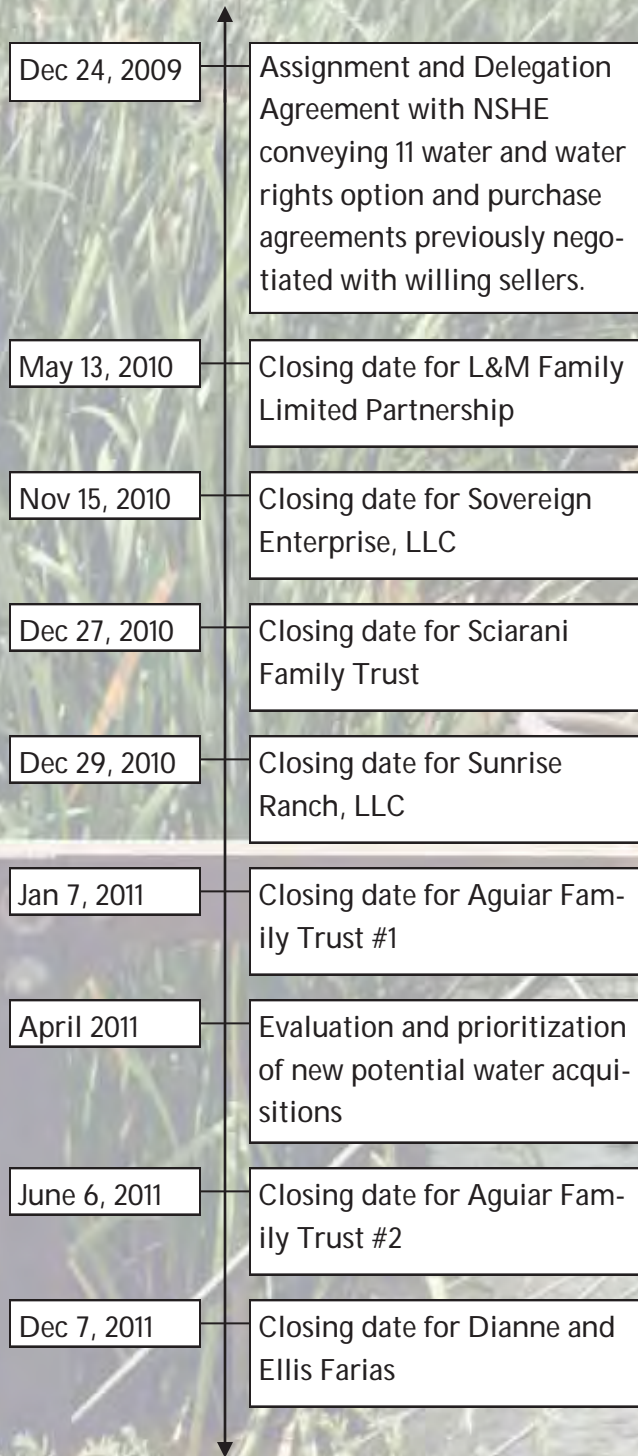 Dec 24, 2009
Assignment and Delegation
Agreement with NSHE
conveying 11 water and water
rights option and purchase
agreements previously nego-
tiated with willing sellers.
May 13, 2010
Closing date for L&M Family
Limited Partnership
Nov 15, 2010
Closing date for Sovereign
Enterprise, LLC
Dec 27, 2010
Closing date for Sciarani
Family Trust
Dec 29, 2010
Closing date for Sunrise
Ranch, LLC
Jan 7, 2011
Closing date for Aguiar Fam-
ily Trust #1
April 2011
Evaluation and prioritization
of new potential water acqui-
sitions
June 6, 2011
Closing date for Aguiar Fam-
ily Trust #2
Dec 7, 2011
Closing date for Dianne and
Ellis Farias